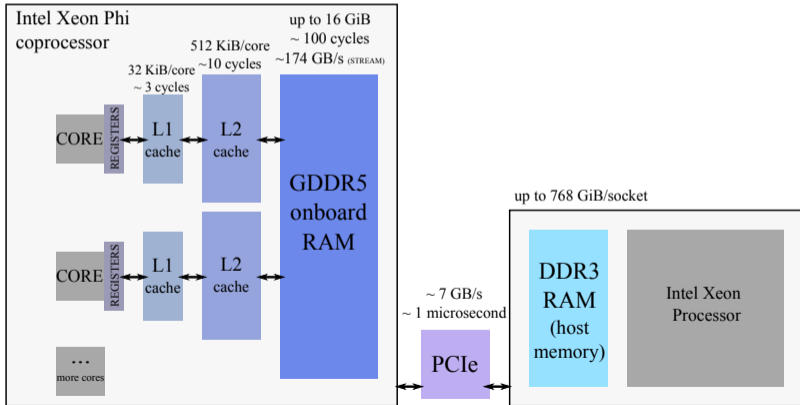 Intel Xeon Phi
coprocessor
up to 16 GiB
~ 100 cycles
~174 GB/s (STREAM)
512 KiB/core
~10 cycles
32 KiB/core
~ 3 cycles
CORE
REGISTERS
L1
cache
L2
cache
GDDR5
onboard
RAM
CORE
REGISTERS
L1
cache
L2
cache
...
more cores
~ 7 GB/s
~ 1 microsecond
PCIe
up to 768 GiB/socket
DDR3
RAM
(host
memory)
Intel Xeon
Processor